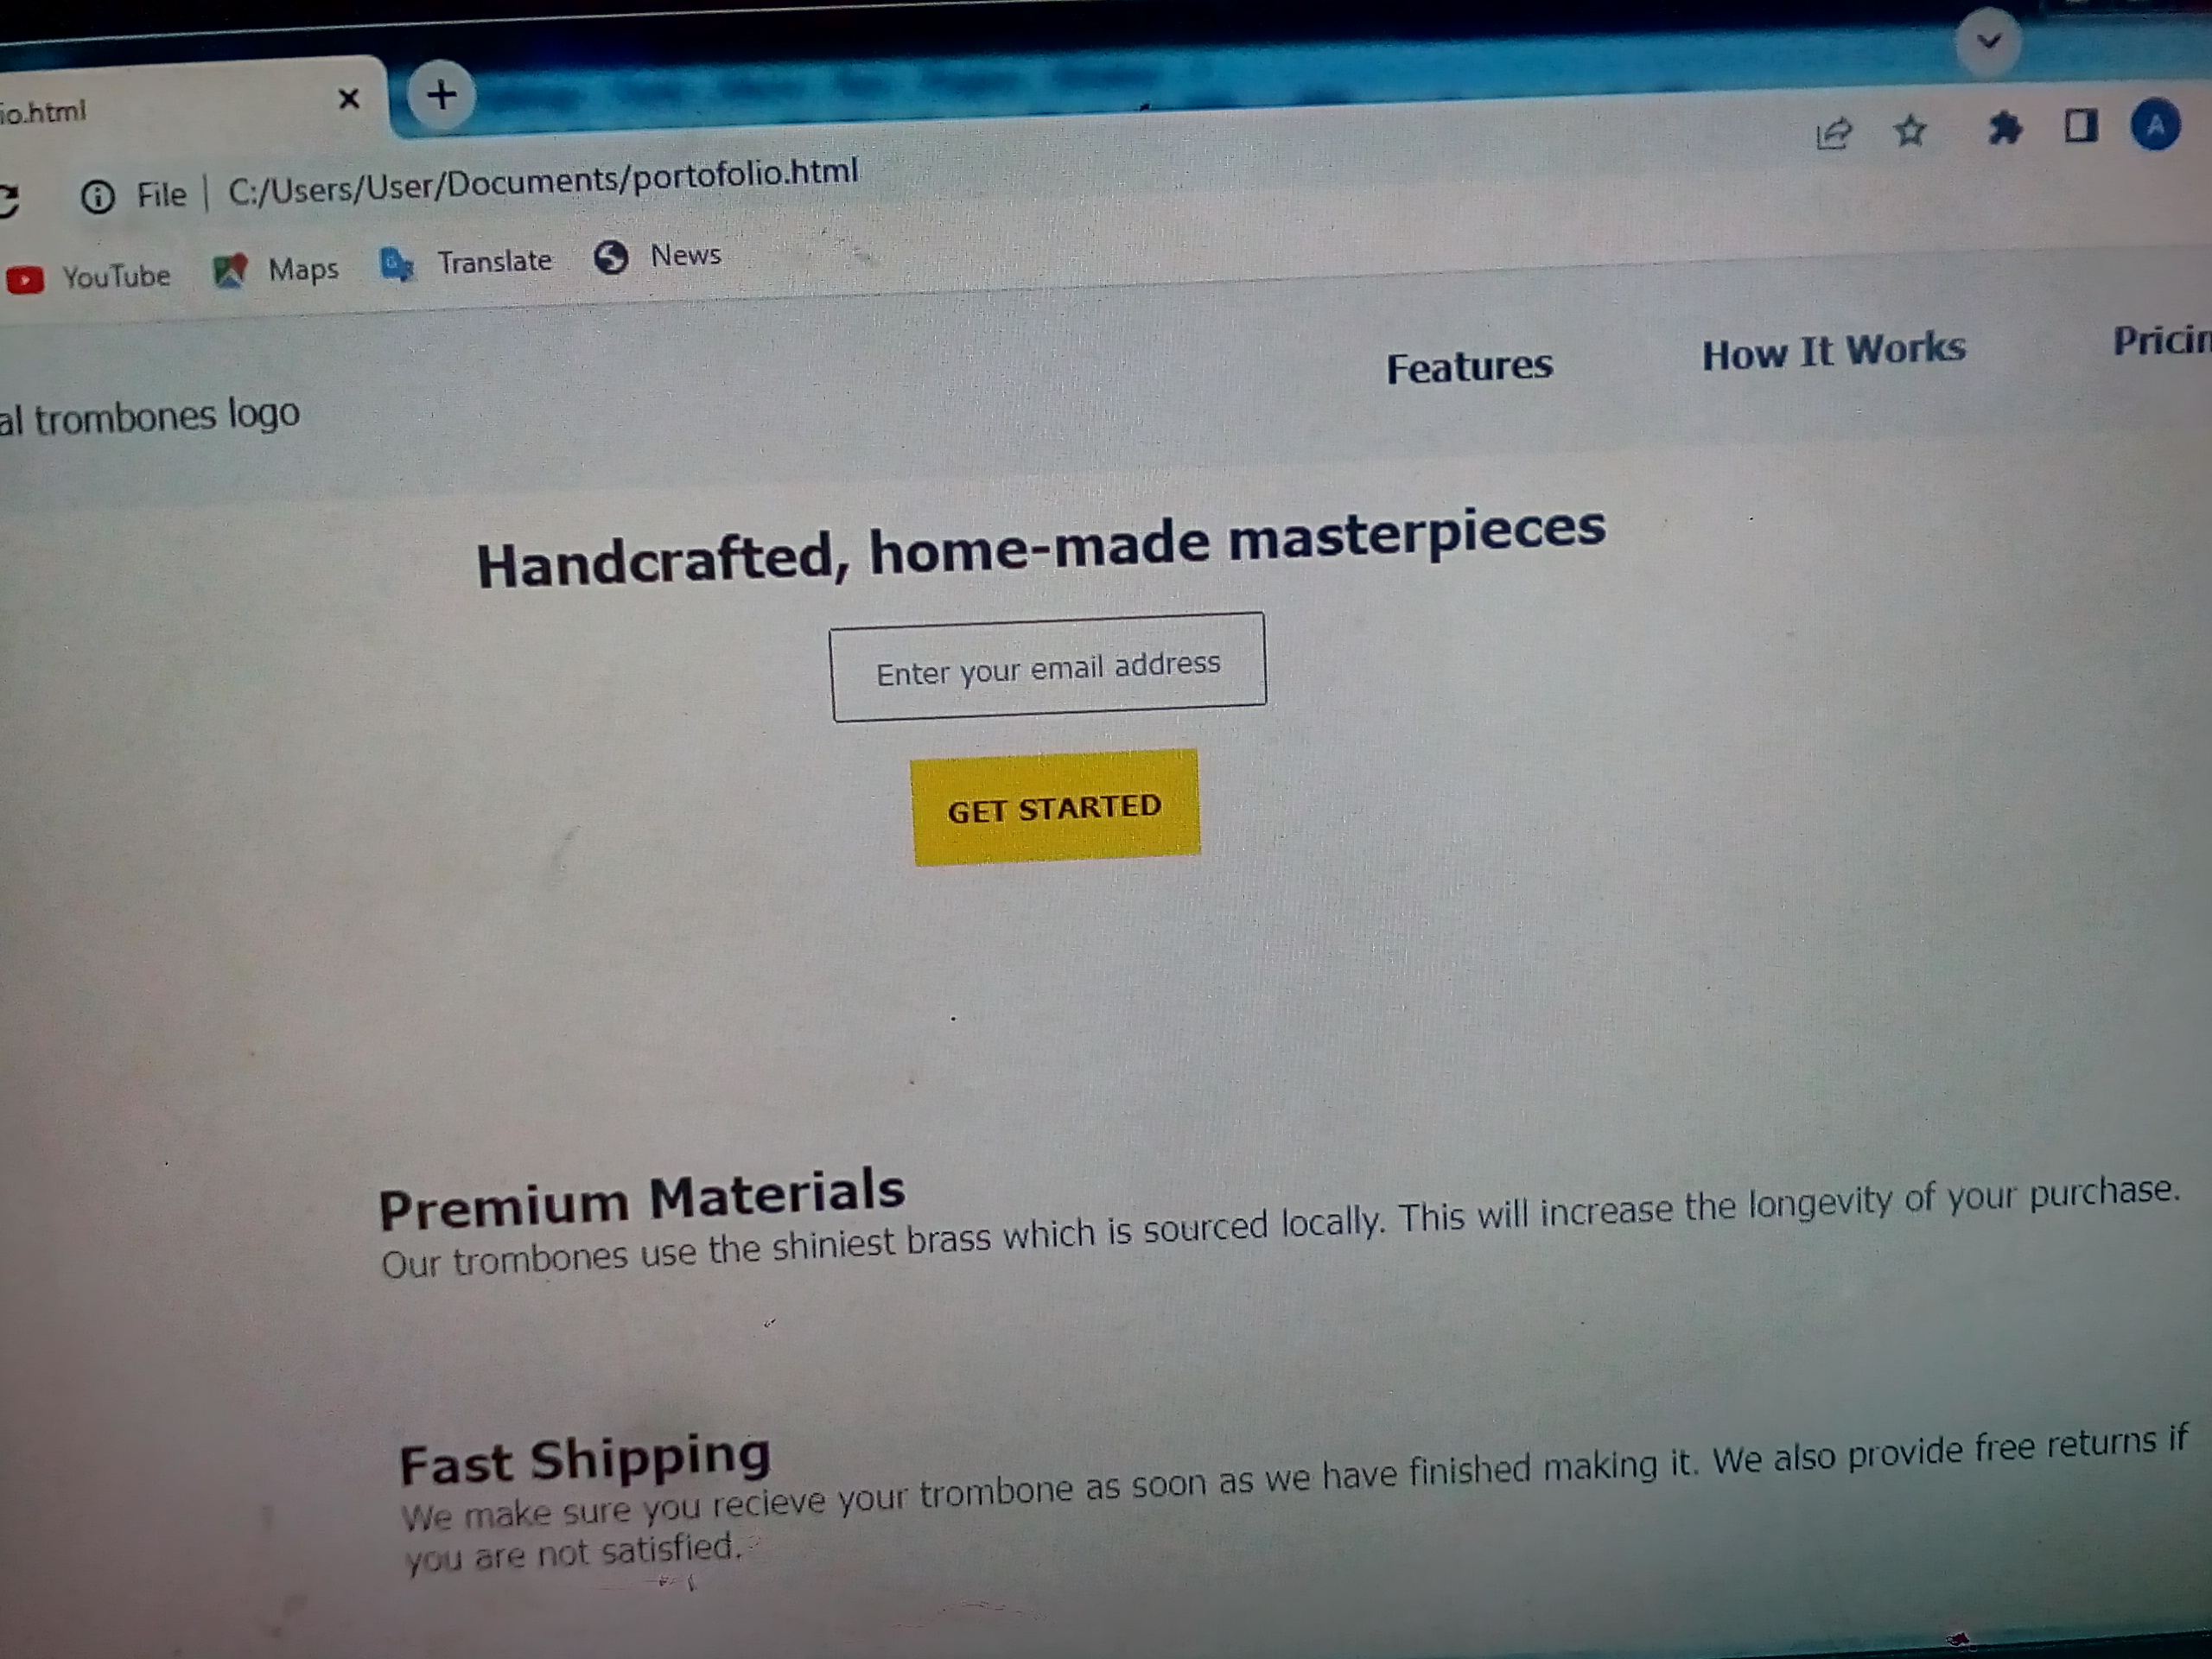 io.html
File | C:/Users/User/Documents/portofolio.html
A
YouTube Maps Translate News
al trombones logo
Features How It Works Pricin
Handcrafted, home-made masterpieces
Enter your email address
GET STARTED
Premium Materials
Our trombones use the shiniest brass which is sourced locally. This will increase the longevity of your purchase.
Fast Shipping
We make sure you recieve your trombone as soon as we have finished making it. We also provide free returns if
you are not satisfied.